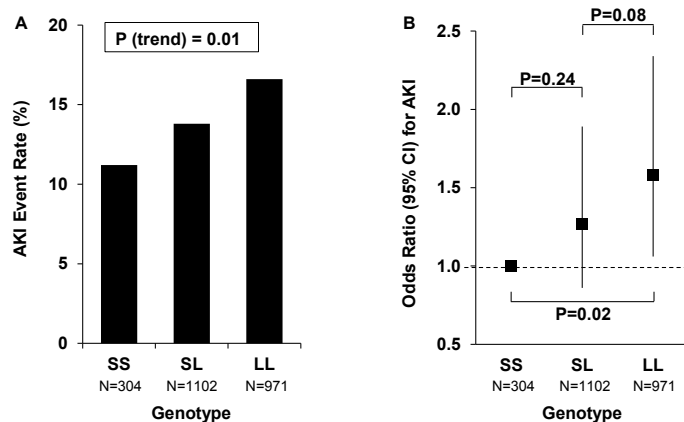 A
P (trend) = 0.01
AKI Event Rate (%)
20
15
10
5
0
SS SL LL
N=304 N=1102 N=971
Genotype
B
P=0.08
P=0.24
Odds Ratio (95% CI) for AKI
2.5
2.0
1.5
1.0
0.5
P=0.02
SS SL LL
N=304 N=1102 N=971
Genotype